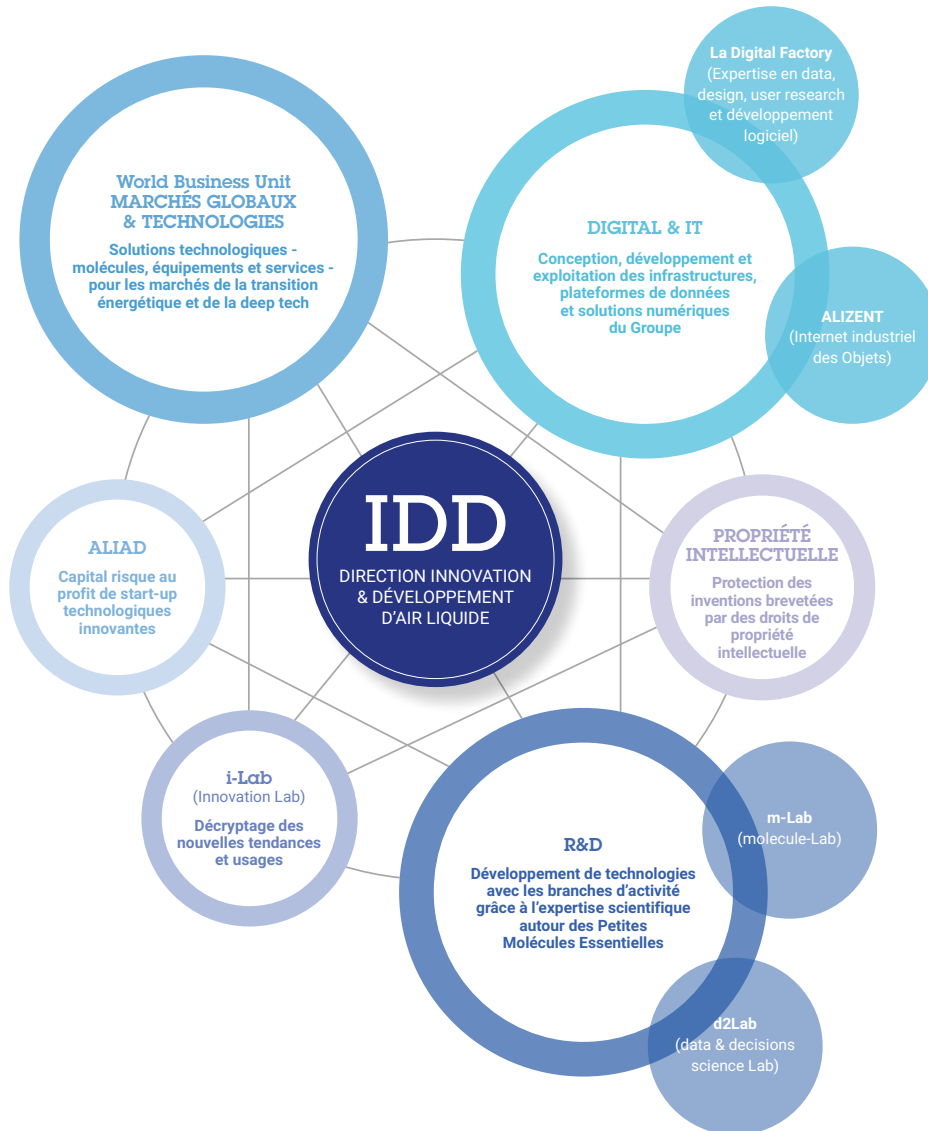 La Digital Factory
(Expertise en data,
design, user research
et développement
logiciel)
World Business Unit
MARCHÉS GLOBAUX
& TECHNOLOGIES
Solutions technologiques -
molécules, équipements et services -
pour les marchés de la transition
énergétique et de la deep tech
DIGITAL & IT
Conception, développement et
exploitation des infrastructures,
plateformes de données
et solutions numériques
du Groupe
ALIZENT
(Internet industriel
des Objets)
IDD
DIRECTION INNOVATION
& DÉVELOPPEMENT
D'AIR LIQUIDE
ALIAD
Capital risque au
profit de start-up
technologiques
innovantes
PROPRIÉTÉ
INTELLECTUELLE
Protection des
inventions brevetées
par des droits de
propriété
intellectuelle
i-Lab
(Innovation Lab)
Décryptage des
nouvelles tendances
et usages
R&D
Développement de technologies
avec les branches d'activité
grâce à l'expertise scientifique
autour des Petites
Molécules Essentielles
m-Lab
(molecule-Lab)
d2Lab
(data & decisions
science Lab)